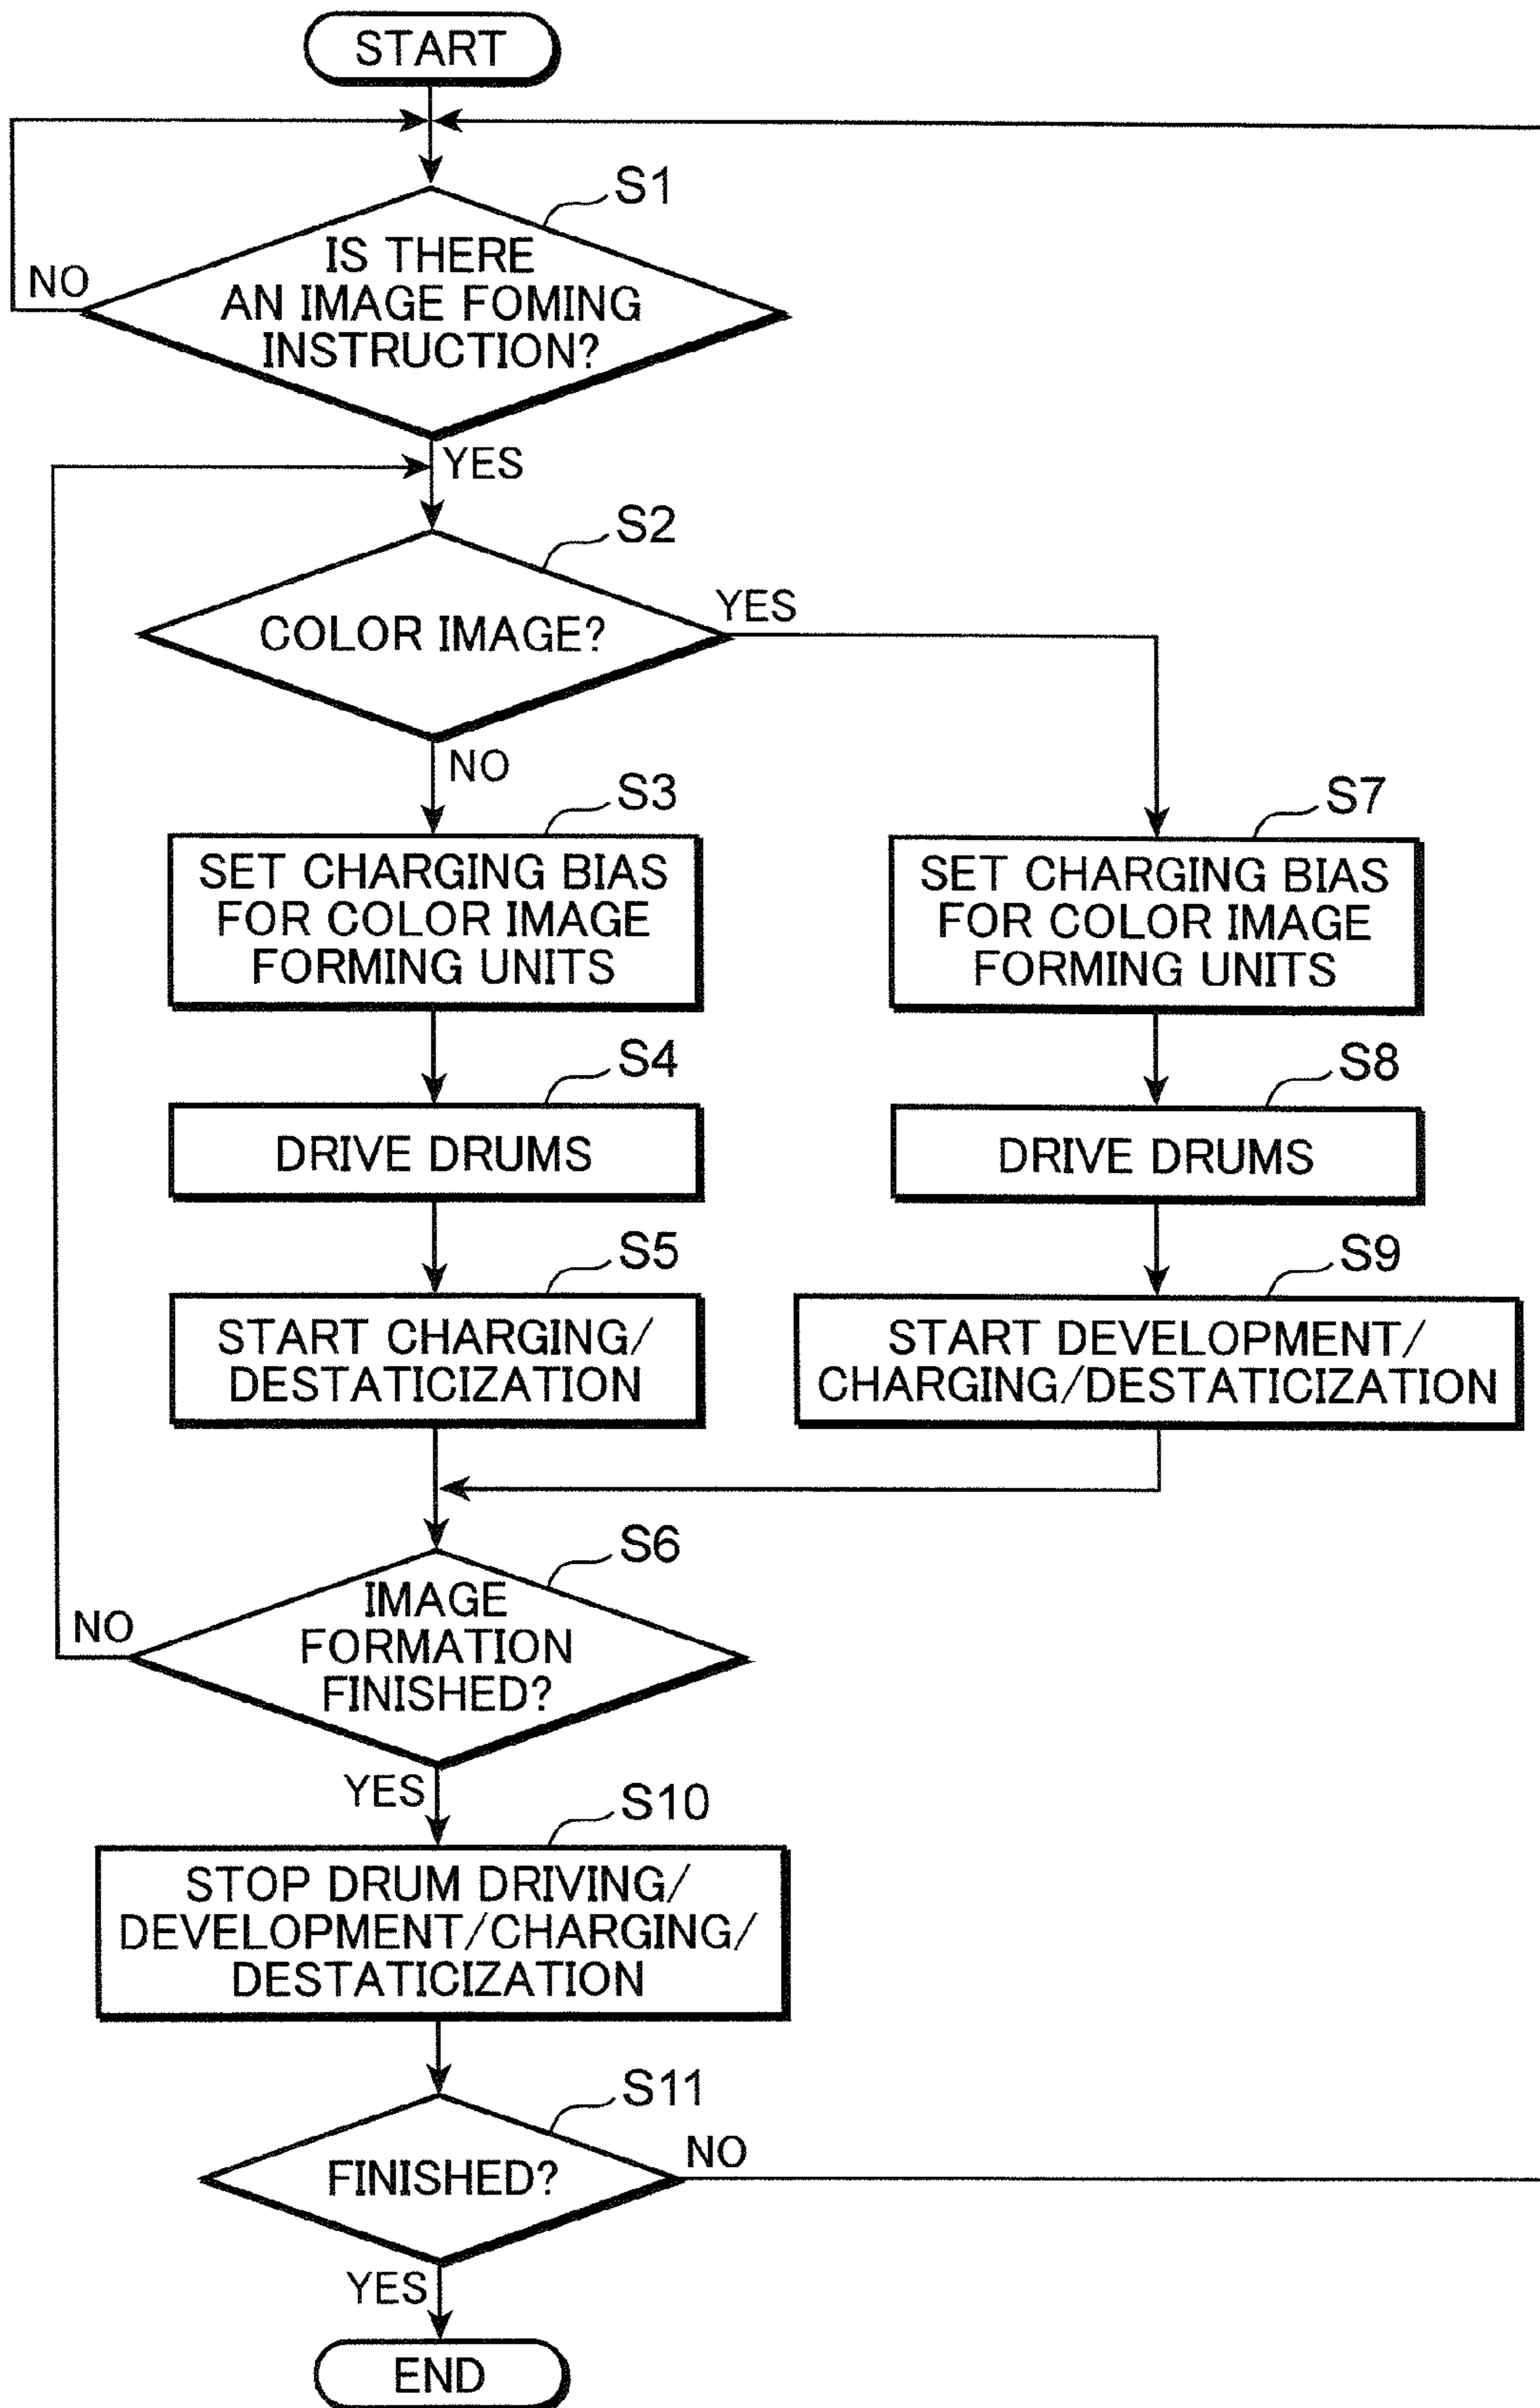 START
S1
IS THERE
AN IMAGE FOMING
INSTRUCTION?
NO
YES
S2
COLOR IMAGE?
YES
NO
S3
SET CHARGING BIAS
FOR COLOR IMAGE
FORMING UNITS
S7
SET CHARGING BIAS
FOR COLOR IMAGE
FORMING UNITS
S4
DRIVE DRUMS
S8
DRIVE DRUMS
S5
START CHARGING/
DESTATICIZATION
S9
START DEVELOPMENT/
CHARGING/DESTATICIZATION
S6
IMAGE
FORMATION
FINISHED?
NO
YES
S10
STOP DRUM DRIVING/
DEVELOPMENT/CHARGING/
DESTATICIZATION
S11
FINISHED?
NO
YES
END